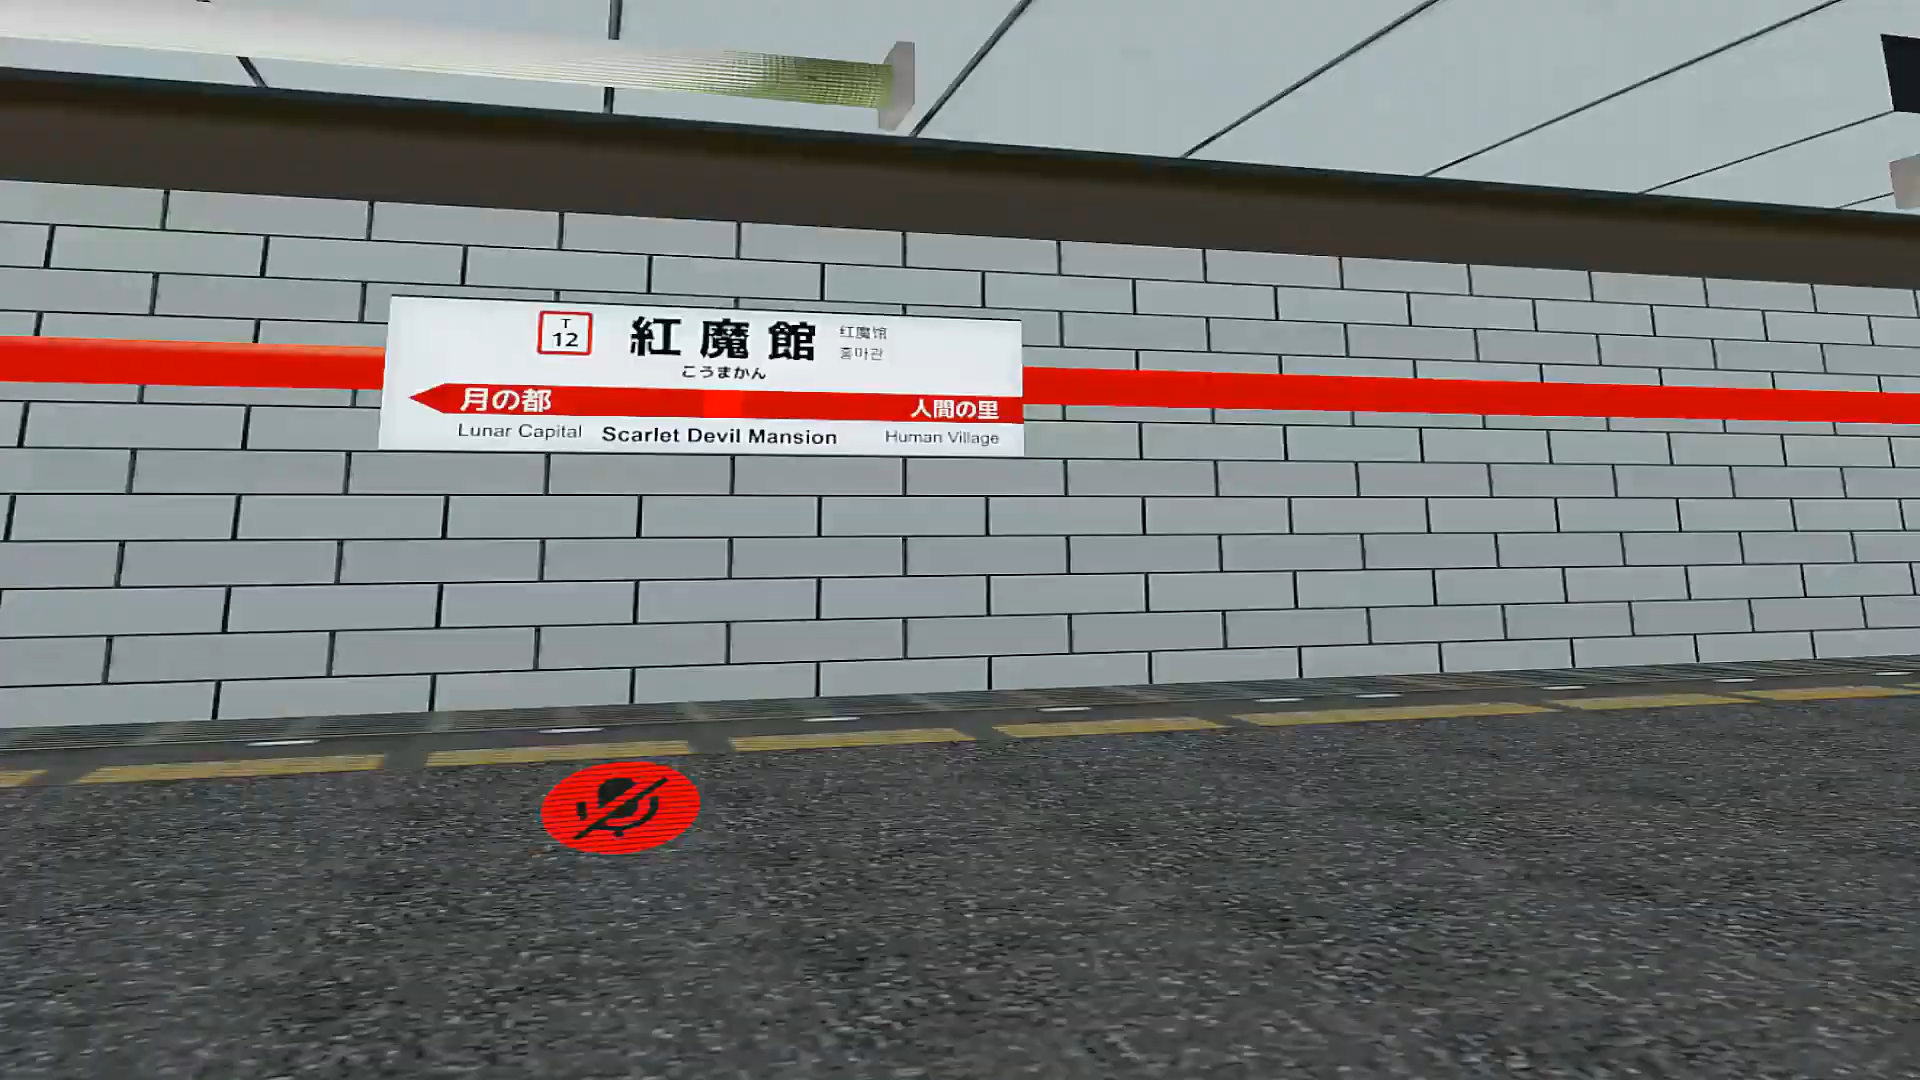 T
12
紅魔館
红魔馆
홍마관
こうまかん
月の都
人間の里
Lunar Capital
Scarlet Devil Mansion
Human Village